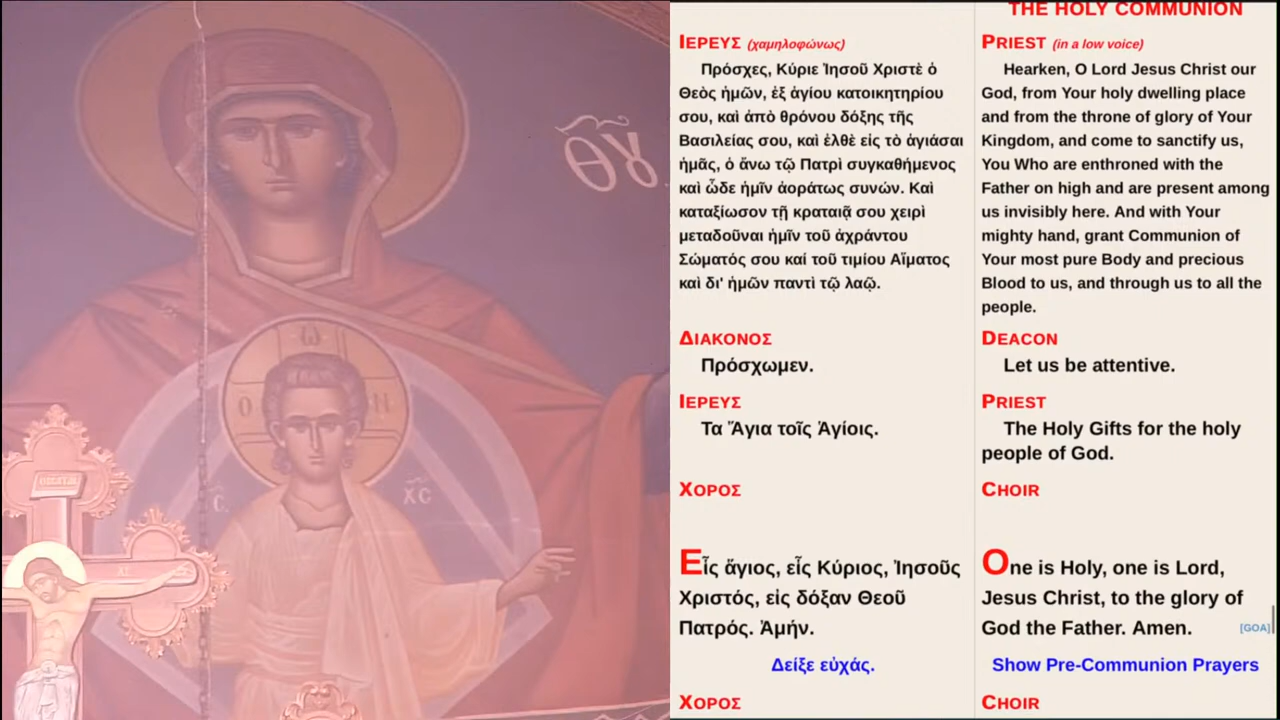 Θ͂Ȣ
Ω
Ο
Ν
ΧC
THE HOLY COMMUNION
ΙΕΡΕΥΣ (χαμηλοφώνως)
Πρόσχες, Κύριε Ἰησοῦ Χριστὲ ὁ
Θεὸς ἡμῶν, ἐξ ἁγίου κατοικητηρίου
σου, καὶ ἀπὸ θρόνου δόξης τῆς
Βασιλείας σου, καὶ ἐλθὲ εἰς τὸ ἁγιάσαι
ἡμᾶς, ὁ ἄνω τῷ Πατρὶ συγκαθήμενος
καὶ ὧδε ἡμῖν ἀοράτως συνών. Καὶ
καταξίωσον τῇ κραταιᾷ σου χειρὶ
μεταδοῦναι ἡμῖν τοῦ ἀχράντου
Σώματός σου καί τοῦ τιμίου Αἵματος
καὶ δι' ἡμῶν παντὶ τῷ λαῷ.
ΔΙΑΚΟΝΟΣ
Πρόσχωμεν.
ΙΕΡΕΥΣ
Τα Ἅγια τοῖς Ἁγίοις.
ΧΟΡΟΣ
Εἷς ἅγιος, εἷς Κύριος, Ἰησοῦς
Χριστός, εἰς δόξαν Θεοῦ
Πατρός. Ἀμήν.
Δείξε εὐχάς.
ΧΟΡΟΣ
PRIEST (in a low voice)
Hearken, O Lord Jesus Christ our
God, from Your holy dwelling place
and from the throne of glory of Your
Kingdom, and come to sanctify us,
You Who are enthroned with the
Father on high and are present among
us invisibly here. And with Your
mighty hand, grant Communion of
Your most pure Body and precious
Blood to us, and through us to all the
people.
DEACON
Let us be attentive.
PRIEST
The Holy Gifts for the holy
people of God.
CHOIR
One is Holy, one is Lord,
Jesus Christ, to the glory of
God the Father. Amen. [GOA]
Show Pre-Communion Prayers
CHOIR